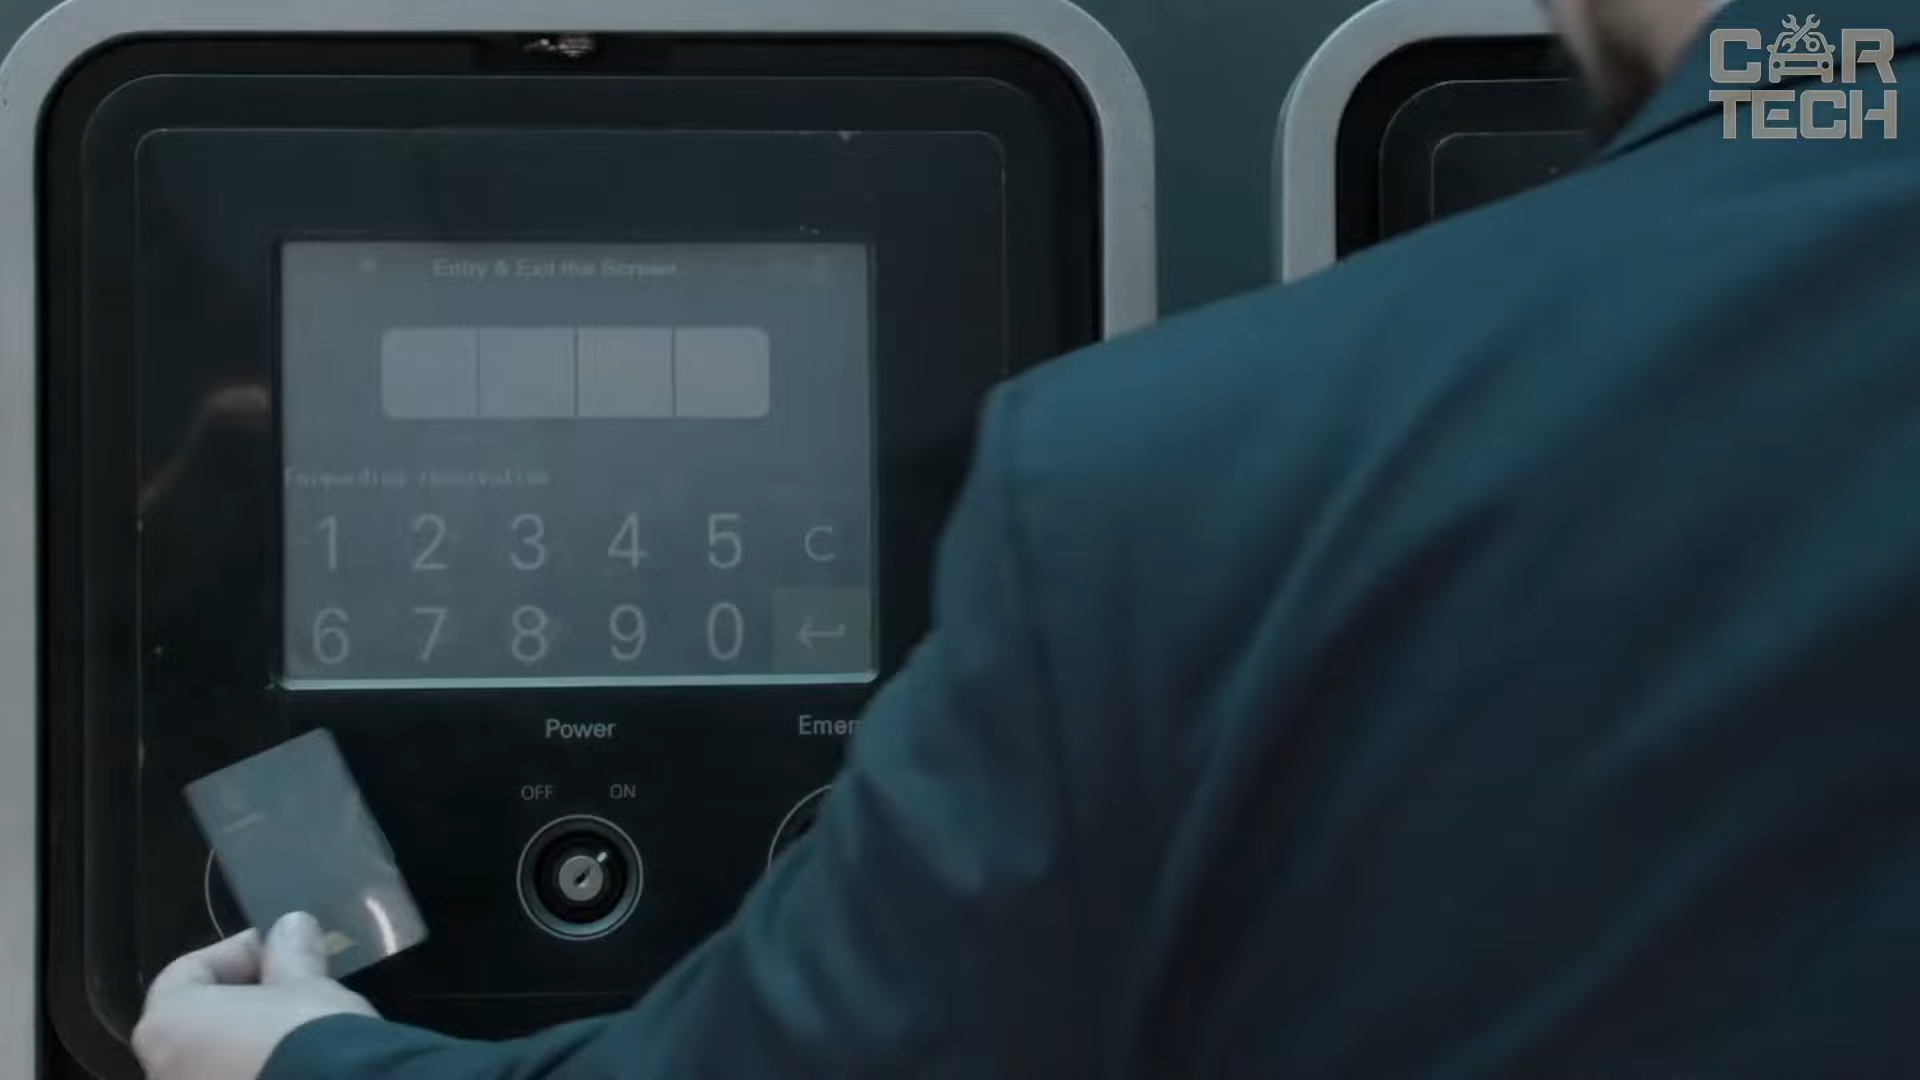 CAR
TECH
Entry & Exit the Screen
1 2 3 4 5 C
6 7 8 9 0
Power
Emer
OFF ON